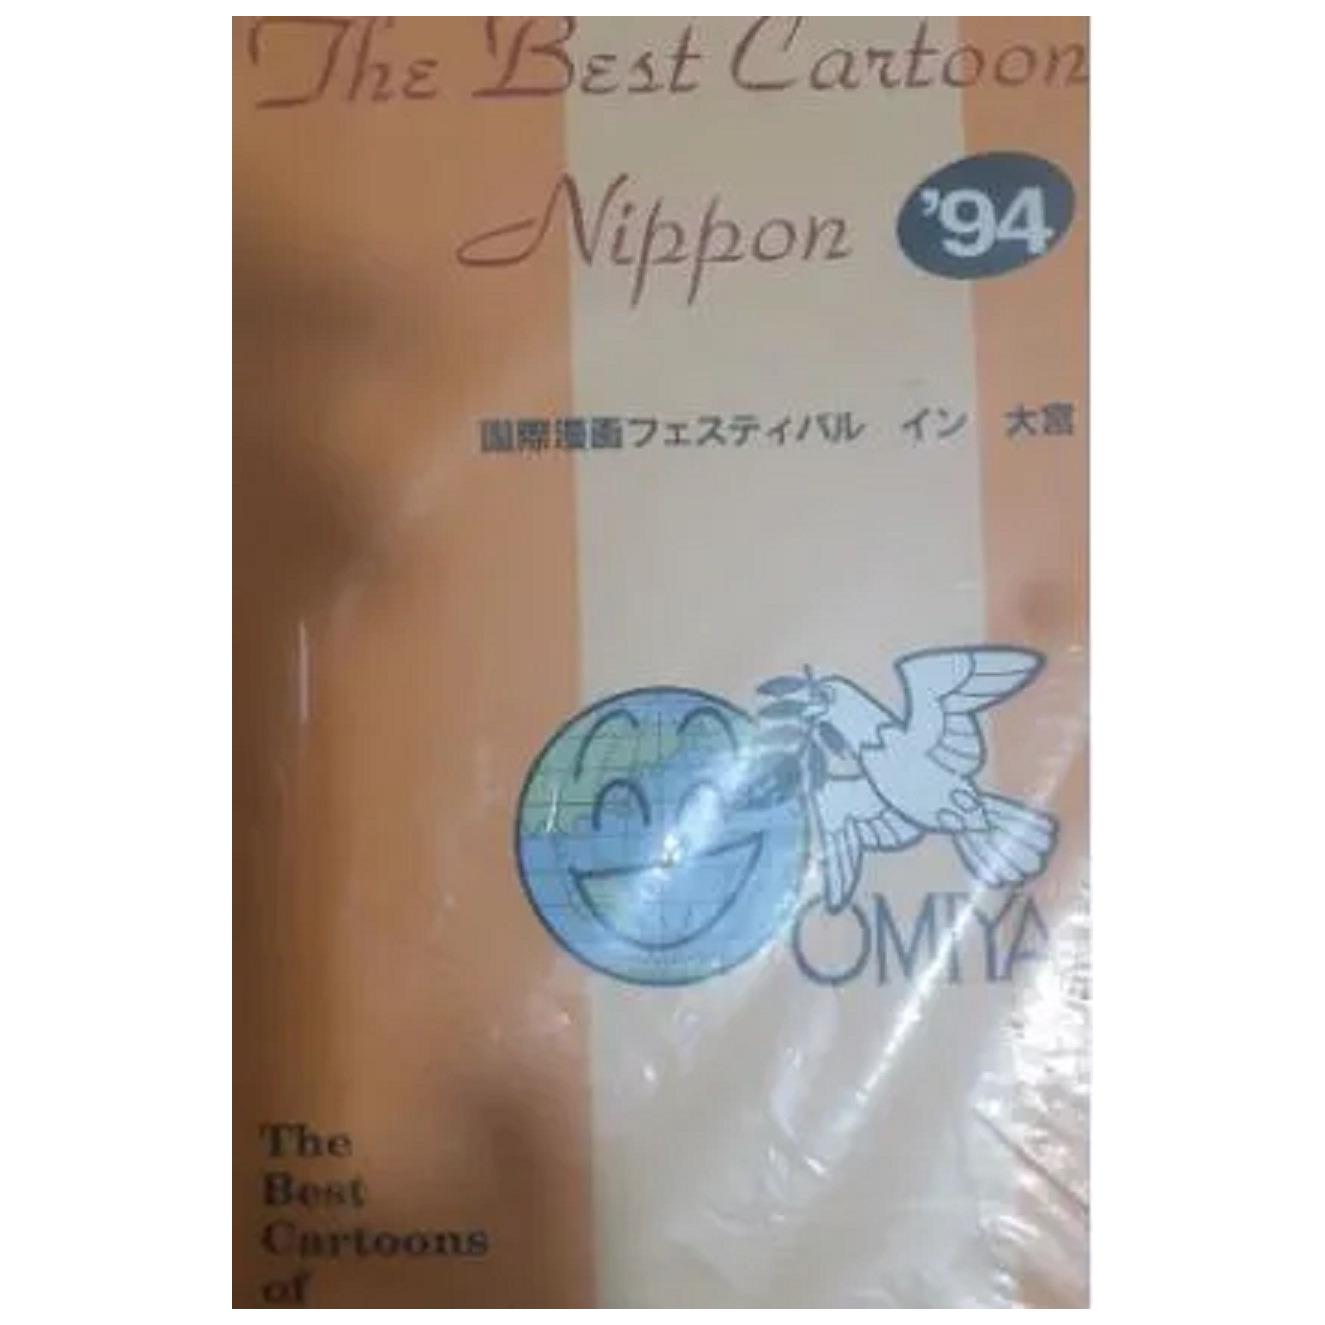 The Best Cartoon
Nippon '94
国際漫画フェスティバル イン 大宮
OMIYA
The
Best
Cartoons
of